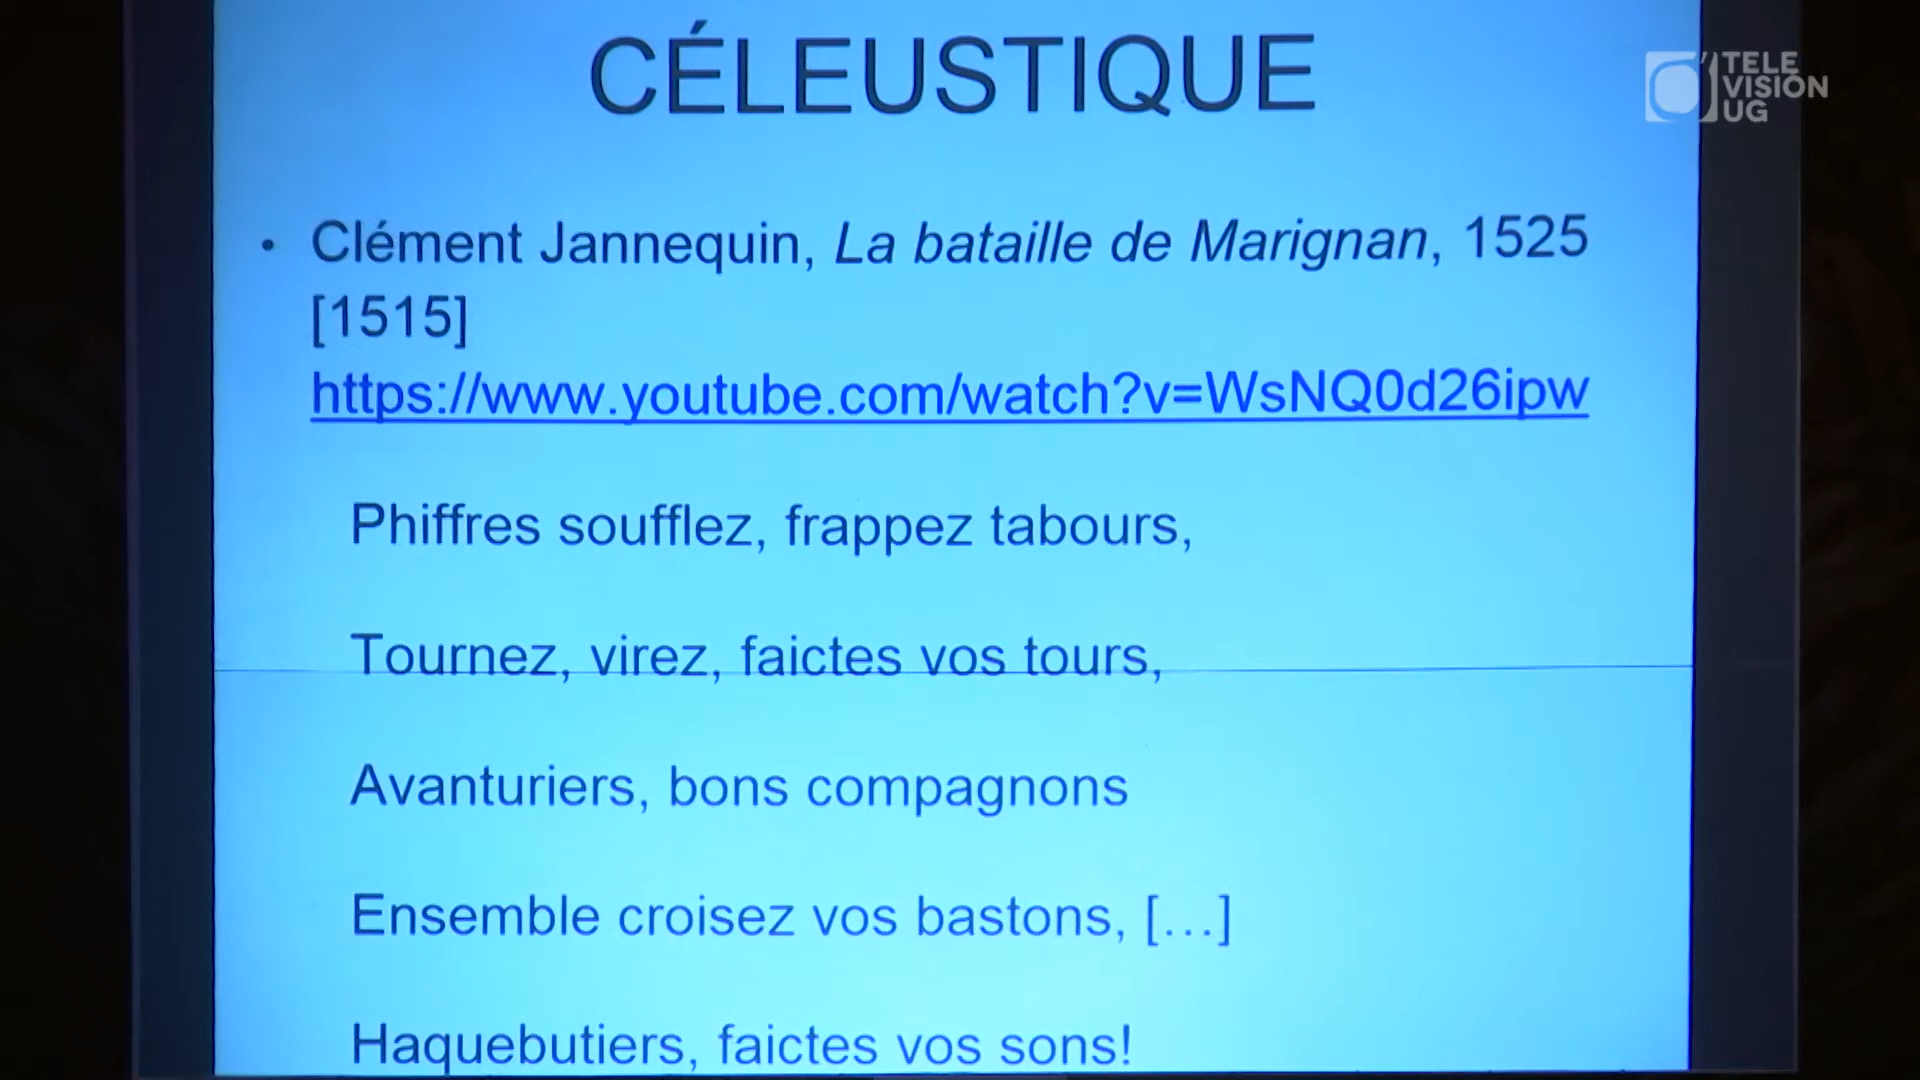 CÉLEUSTIQUE
TELE
VISIÓN
UG
• Clément Jannequin, La bataille de Marignan, 1525
[1515]
https://www.youtube.com/watch?v=WsNQ0d26ipw
Phiffres soufflez, frappez tabours,
Tournez, virez, faictes vos tours,
Avanturiers, bons compagnons
Ensemble croisez vos bastons, […]
Haquebutiers, faictes vos sons!